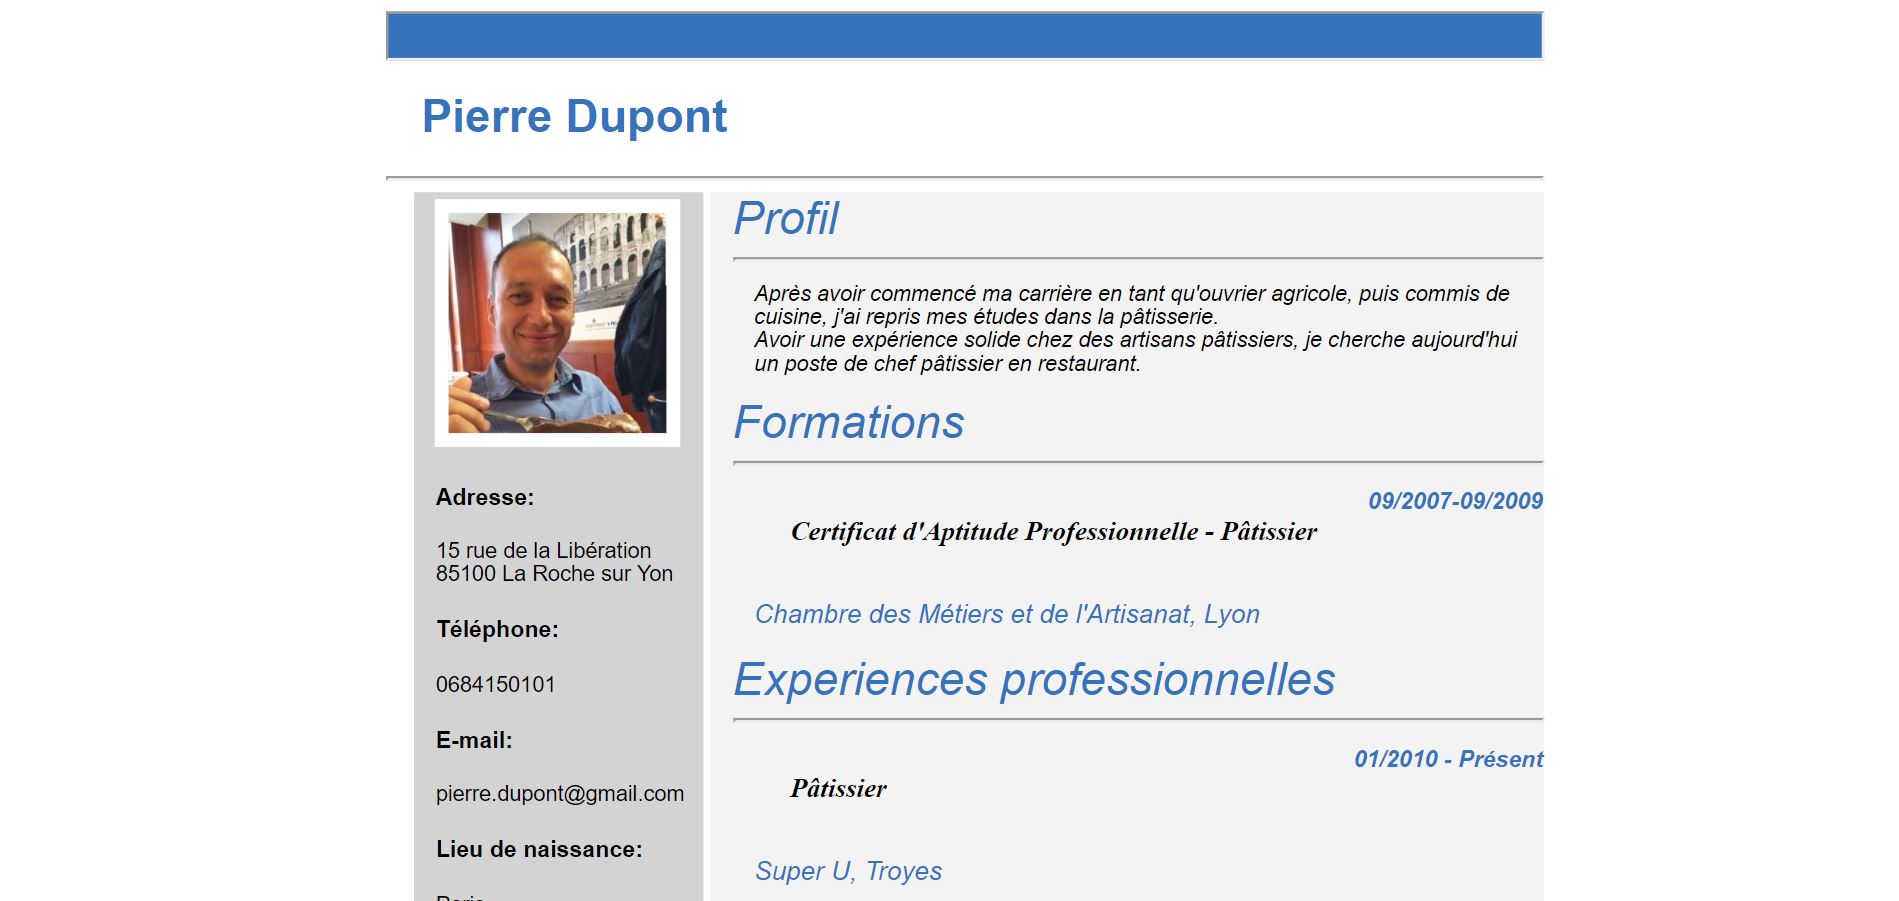 Pierre Dupont
Adresse:
15 rue de la Libération
85100 La Roche sur Yon
Téléphone:
0684150101
E-mail:
pierre.dupont@gmail.com
Lieu de naissance:
Paris
Profil
Après avoir commencé ma carrière en tant qu'ouvrier agricole, puis commis de
cuisine, j'ai repris mes études dans la pâtisserie.
Avoir une expérience solide chez des artisans pâtissiers, je cherche aujourd'hui
un poste de chef pâtissier en restaurant.
Formations
09/2007-09/2009
Certificat d'Aptitude Professionnelle - Pâtissier
Chambre des Métiers et de l'Artisanat, Lyon
Experiences professionnelles
01/2010 - Présent
Pâtissier
Super U, Troyes